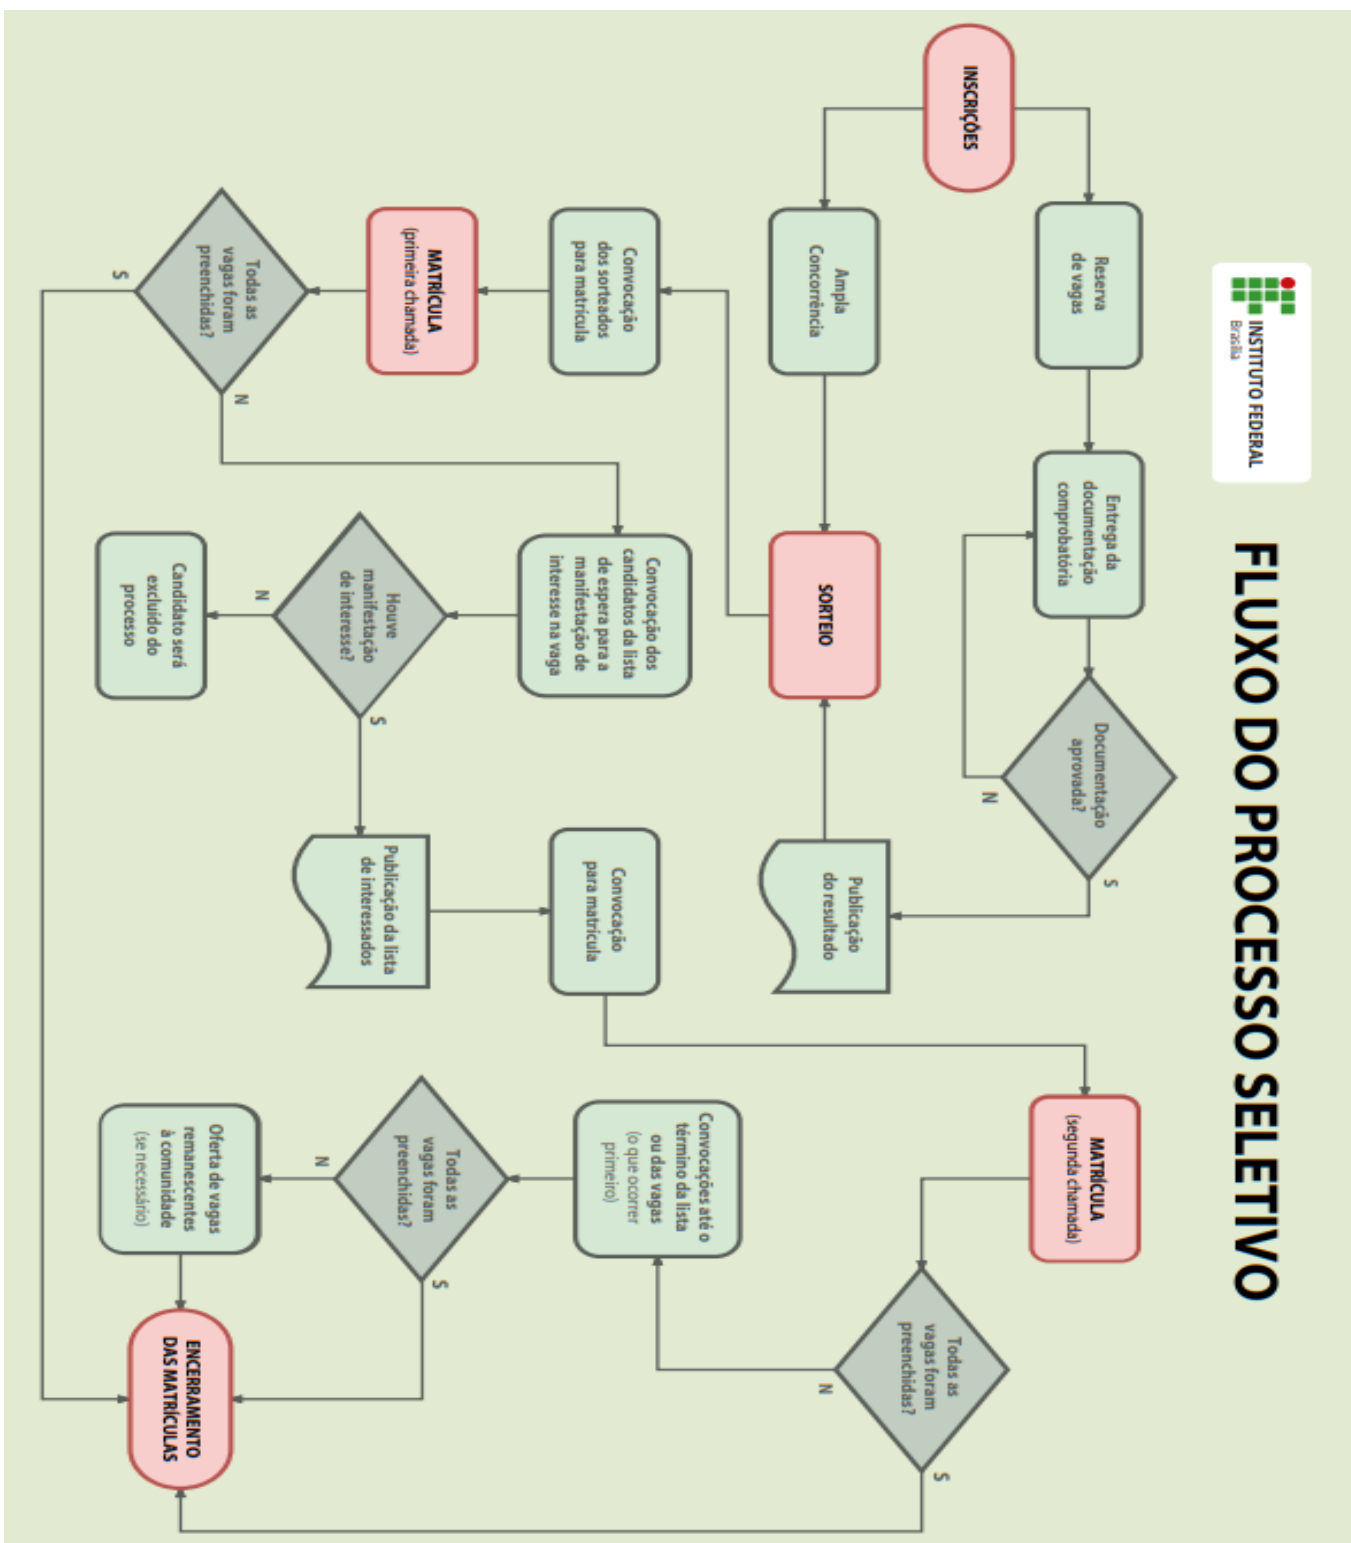 INSTITUTO FEDERAL
Brasília
FLUXO DO PROCESSO SELETIVO
INSCRIÇÕES
Reserva
de vagas
Entrega da
documentação
comprobatória
Documentação
aprovada?
N
S
Publicação
do resultado
Ampla
Concorrência
SORTEIO
Convocação
dos sorteados
para matrícula
MATRÍCULA
(primeira chamada)
Todas as
vagas foram
preenchidas?
S
N
Convocação dos
candidatos da lista
de espera para a
manifestação de
interesse na vaga
Houve
manifestação
de interesse?
N
S
Candidato será
excluído do
processo
Publicação da lista
de interessados
Convocação
para matrícula
MATRÍCULA
(segunda chamada)
Todas as
vagas foram
preenchidas?
N
S
Convocações até o
término da lista
ou das vagas
(o que ocorrer
primeiro)
Todas as
vagas foram
preenchidas?
N
S
Oferta de vagas
remanescentes
à comunidade
(se necessário)
ENCERRAMENTO
DAS MATRÍCULAS